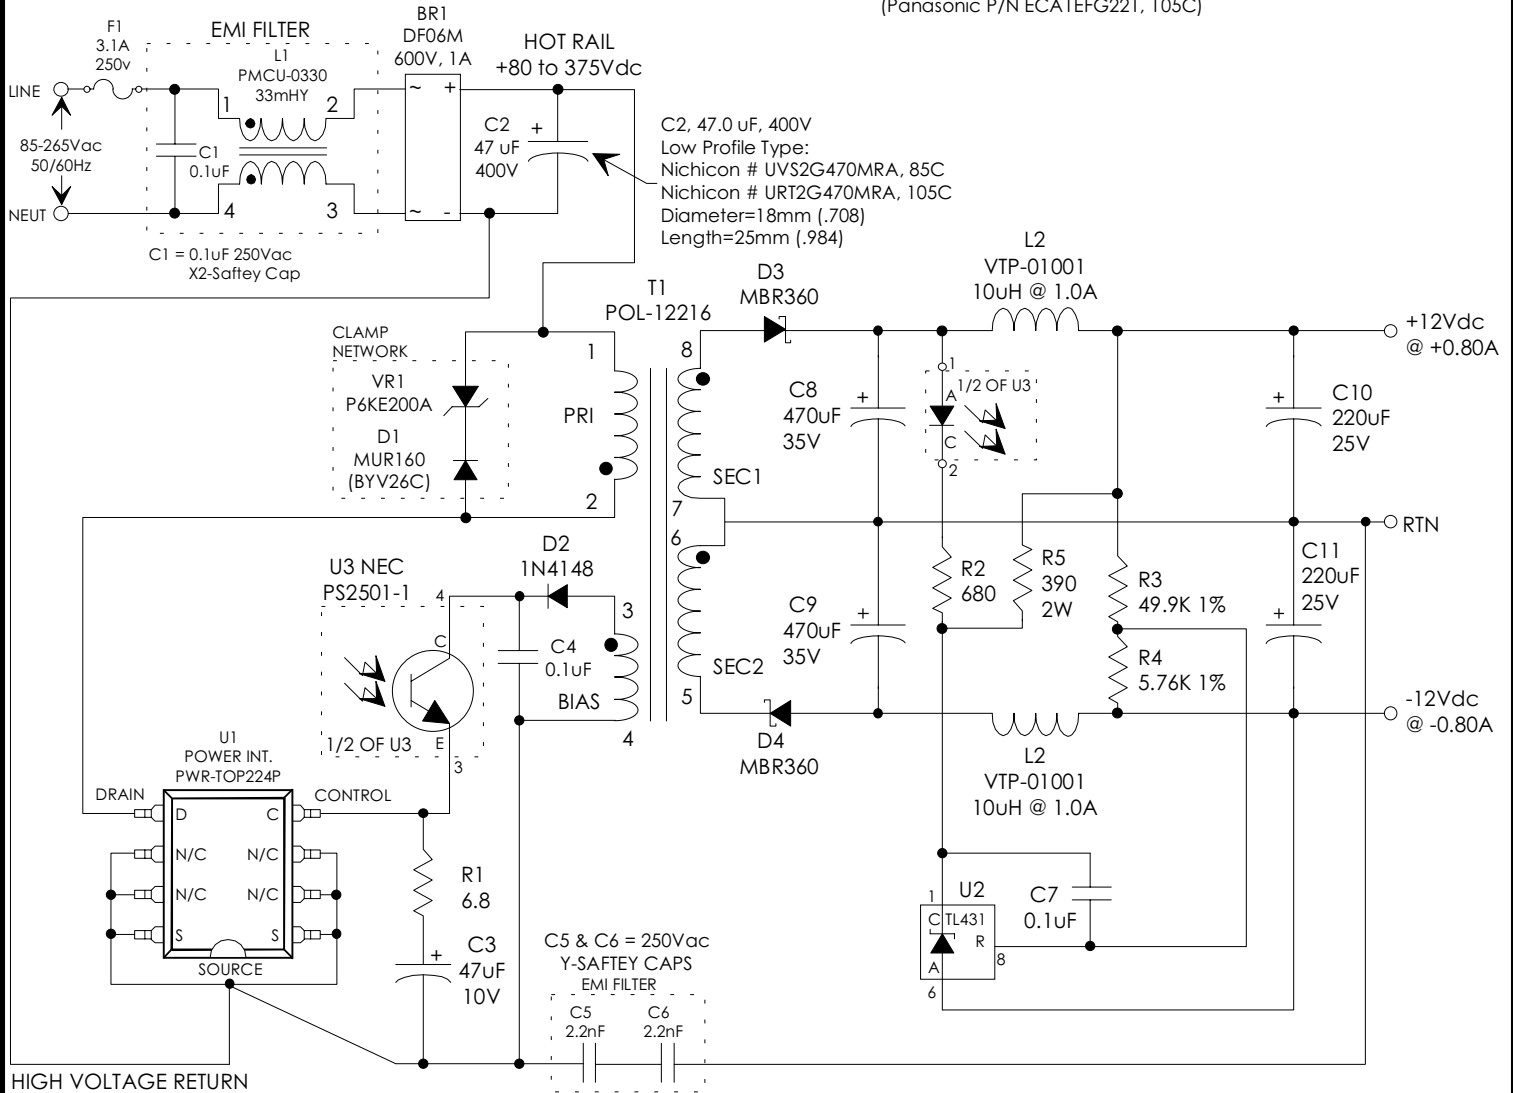 (Panasonic P/N ECA1EFG221, 105C)
F1
3.1A
250v
EMI FILTER
L1
PMCU-0330
33mHY
BR1
DF06M
600V, 1A
HOT RAIL
+80 to 375Vdc
LINE
1
2
~
+
85-265Vac
50/60Hz
C1
0.1uF
C2
47 uF
400V
+
C2, 47.0 uF, 400V
Low Profile Type:
Nichicon # UVS2G470MRA, 85C
Nichicon # URT2G470MRA, 105C
Diameter=18mm (.708)
Length=25mm (.984)
NEUT
4
3
~
-
C1 = 0.1uF 250Vac
X2-Saftey Cap
T1
POL-12216
D3
MBR360
L2
VTP-01001
10uH @ 1.0A
+12Vdc
@ +0.80A
CLAMP
NETWORK
VR1
P6KE200A
D1
MUR160
(BYV26C)
1
PRI
2
8
SEC1
7
6
C8
470uF
35V
+
1
1/2 OF U3
A
C
2
+
C10
220uF
25V
RTN
U3 NEC
PS2501-1
4
C
D2
1N4148
3
C4
0.1uF
BIAS
4
SEC2
5
C9
470uF
35V
+
R2
680
R5
390
2W
R3
49.9K 1%
R4
5.76K 1%
C11
220uF
25V
+
-12Vdc
@ -0.80A
1/2 OF U3
E
3
D4
MBR360
L2
VTP-01001
10uH @ 1.0A
U1
POWER INT.
PWR-TOP224P
DRAIN
CONTROL
D
C
N/C
N/C
N/C
N/C
S
S
SOURCE
R1
6.8
C3
47uF
10V
+
1
U2
C TL431
R
A
8
6
C7
0.1uF
C5 & C6 = 250Vac
Y-SAFTEY CAPS
EMI FILTER
C5
2.2nF
C6
2.2nF
HIGH VOLTAGE RETURN